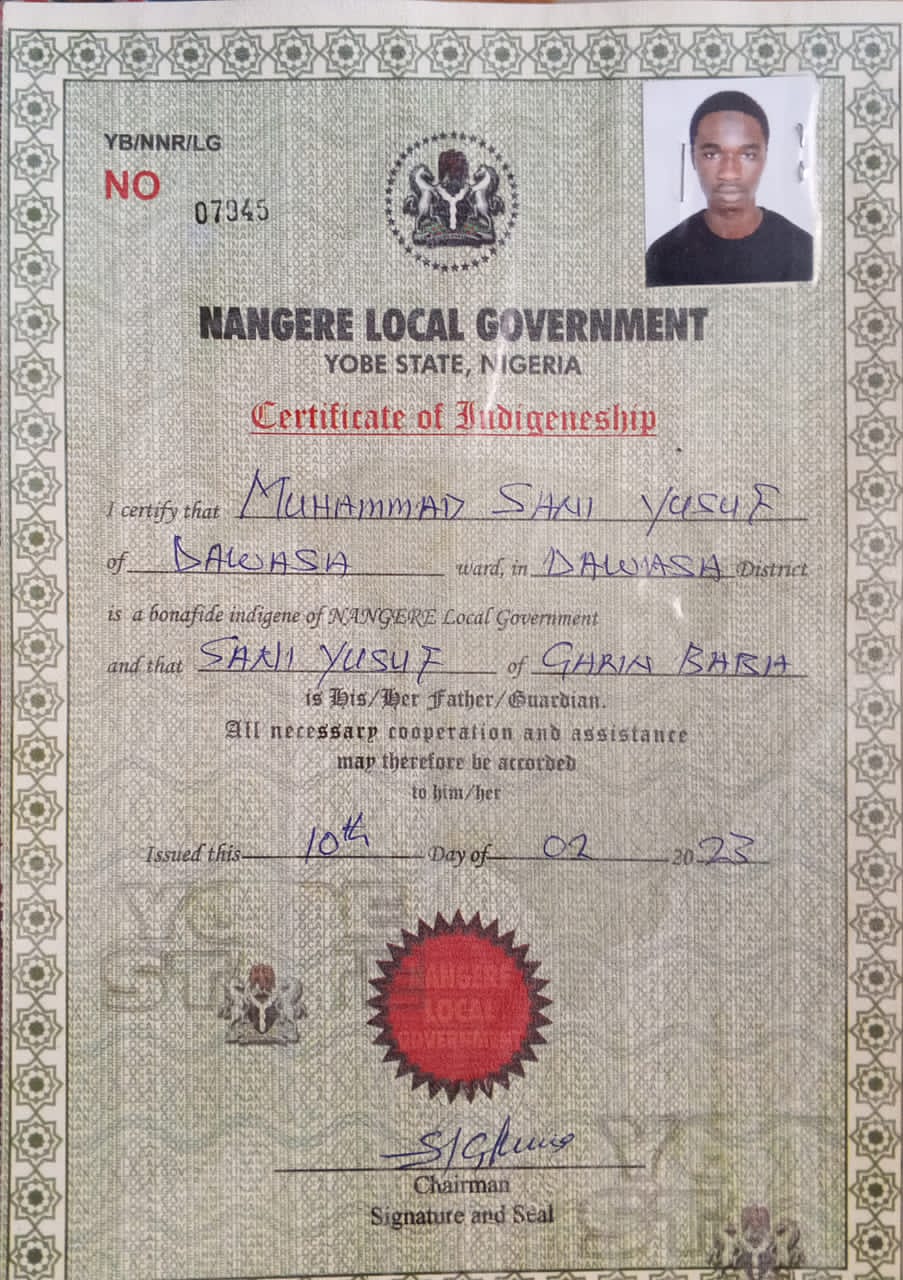 YB/NNR/LG
NO
07945
NANGERE LOCAL GOVERNMENT
YOBE STATE, NIGERIA
Certificate of Indigeneship
I certify that MUHAMMAD SANI YUSUF
of DAWASA ward, in DAWASA District
is a bonafide indigene of NANGERE Local Government
and that SANI YUSUF of GARIN BABA
is His/Her Father/Guardian.
All necessary cooperation and assistance
may therefore be accorded
to him/her
Issued this 10th Day of 02 2023
YOBE
STATE
NANGERE
LOCAL
GOVERNMENT
Chairman
Signature and Seal